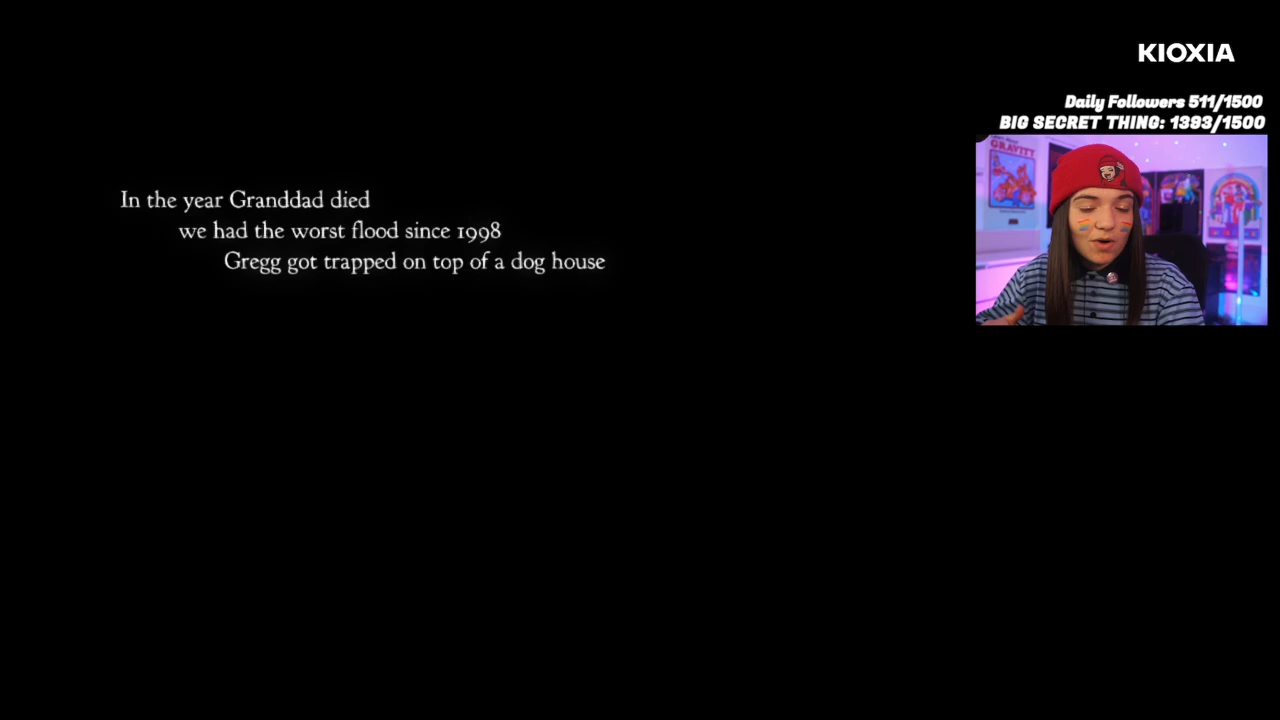 KIOXIA
Daily Followers 511/1500
BIG SECRET THING: 1393/1500
GRAVITY
In the year Granddad died
we had the worst flood since 1998
Gregg got trapped on top of a dog house